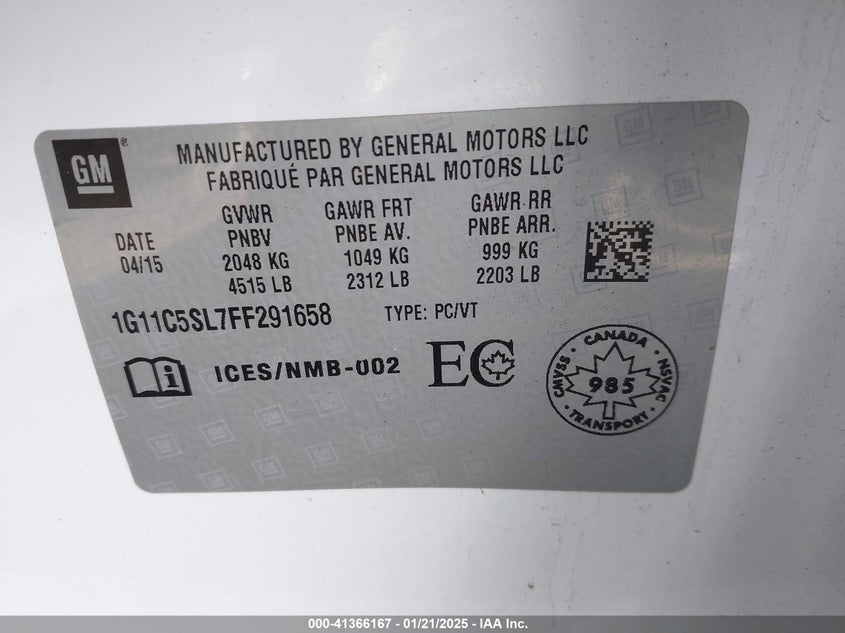 GM®
MANUFACTURED BY GENERAL MOTORS LLC
FABRIQUÉ PAR GENERAL MOTORS LLC
DATE
04/15
GVWR
PNBV
2048 KG
4515 LB
GAWR FRT
PNBE AV.
1049 KG
2312 LB
GAWR RR
PNBE ARR.
999 KG
2203 LB
1G11C5SL7FF291658 TYPE: PC/VT
i ICES/NMB-002 EC
CANADA
CMVSS 985 NSVAC
TRANSPORT
000-41366167 - 01/21/2025 - IAA Inc.